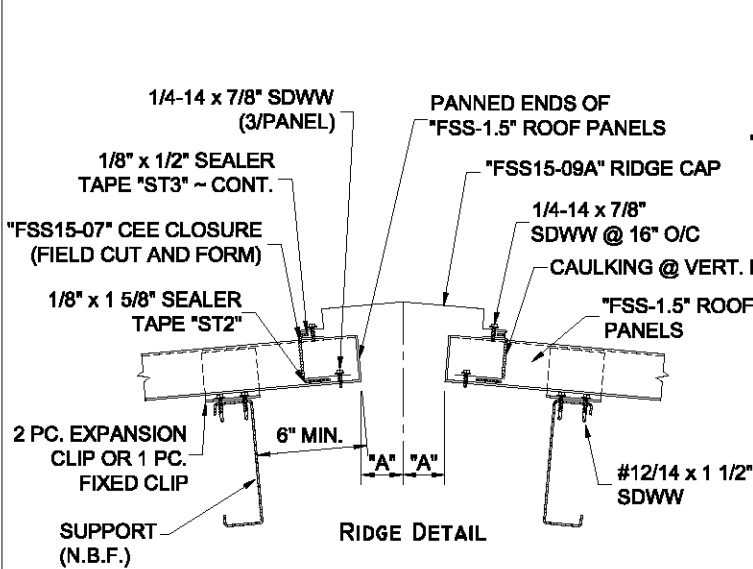 1/4-14 x 7/8" SDWW
(3/PANEL)
PANNED ENDS OF
"FSS-1.5" ROOF PANELS
1/8" x 1/2" SEALER
TAPE "ST3" ~ CONT.
"FSS15-09A" RIDGE CAP
"FSS15-07" CEE CLOSURE
(FIELD CUT AND FORM)
1/4-14 x 7/8"
SDWW @ 16" O/C
CAULKING @ VERT.
1/8" x 1 5/8" SEALER
TAPE "ST2"
"FSS-1.5" ROOF
PANELS
2 PC. EXPANSION
CLIP OR 1 PC.
FIXED CLIP
6" MIN.
"A" "A"
#12/14 x 1 1/2"
SDWW
SUPPORT
(N.B.F.)
RIDGE DETAIL